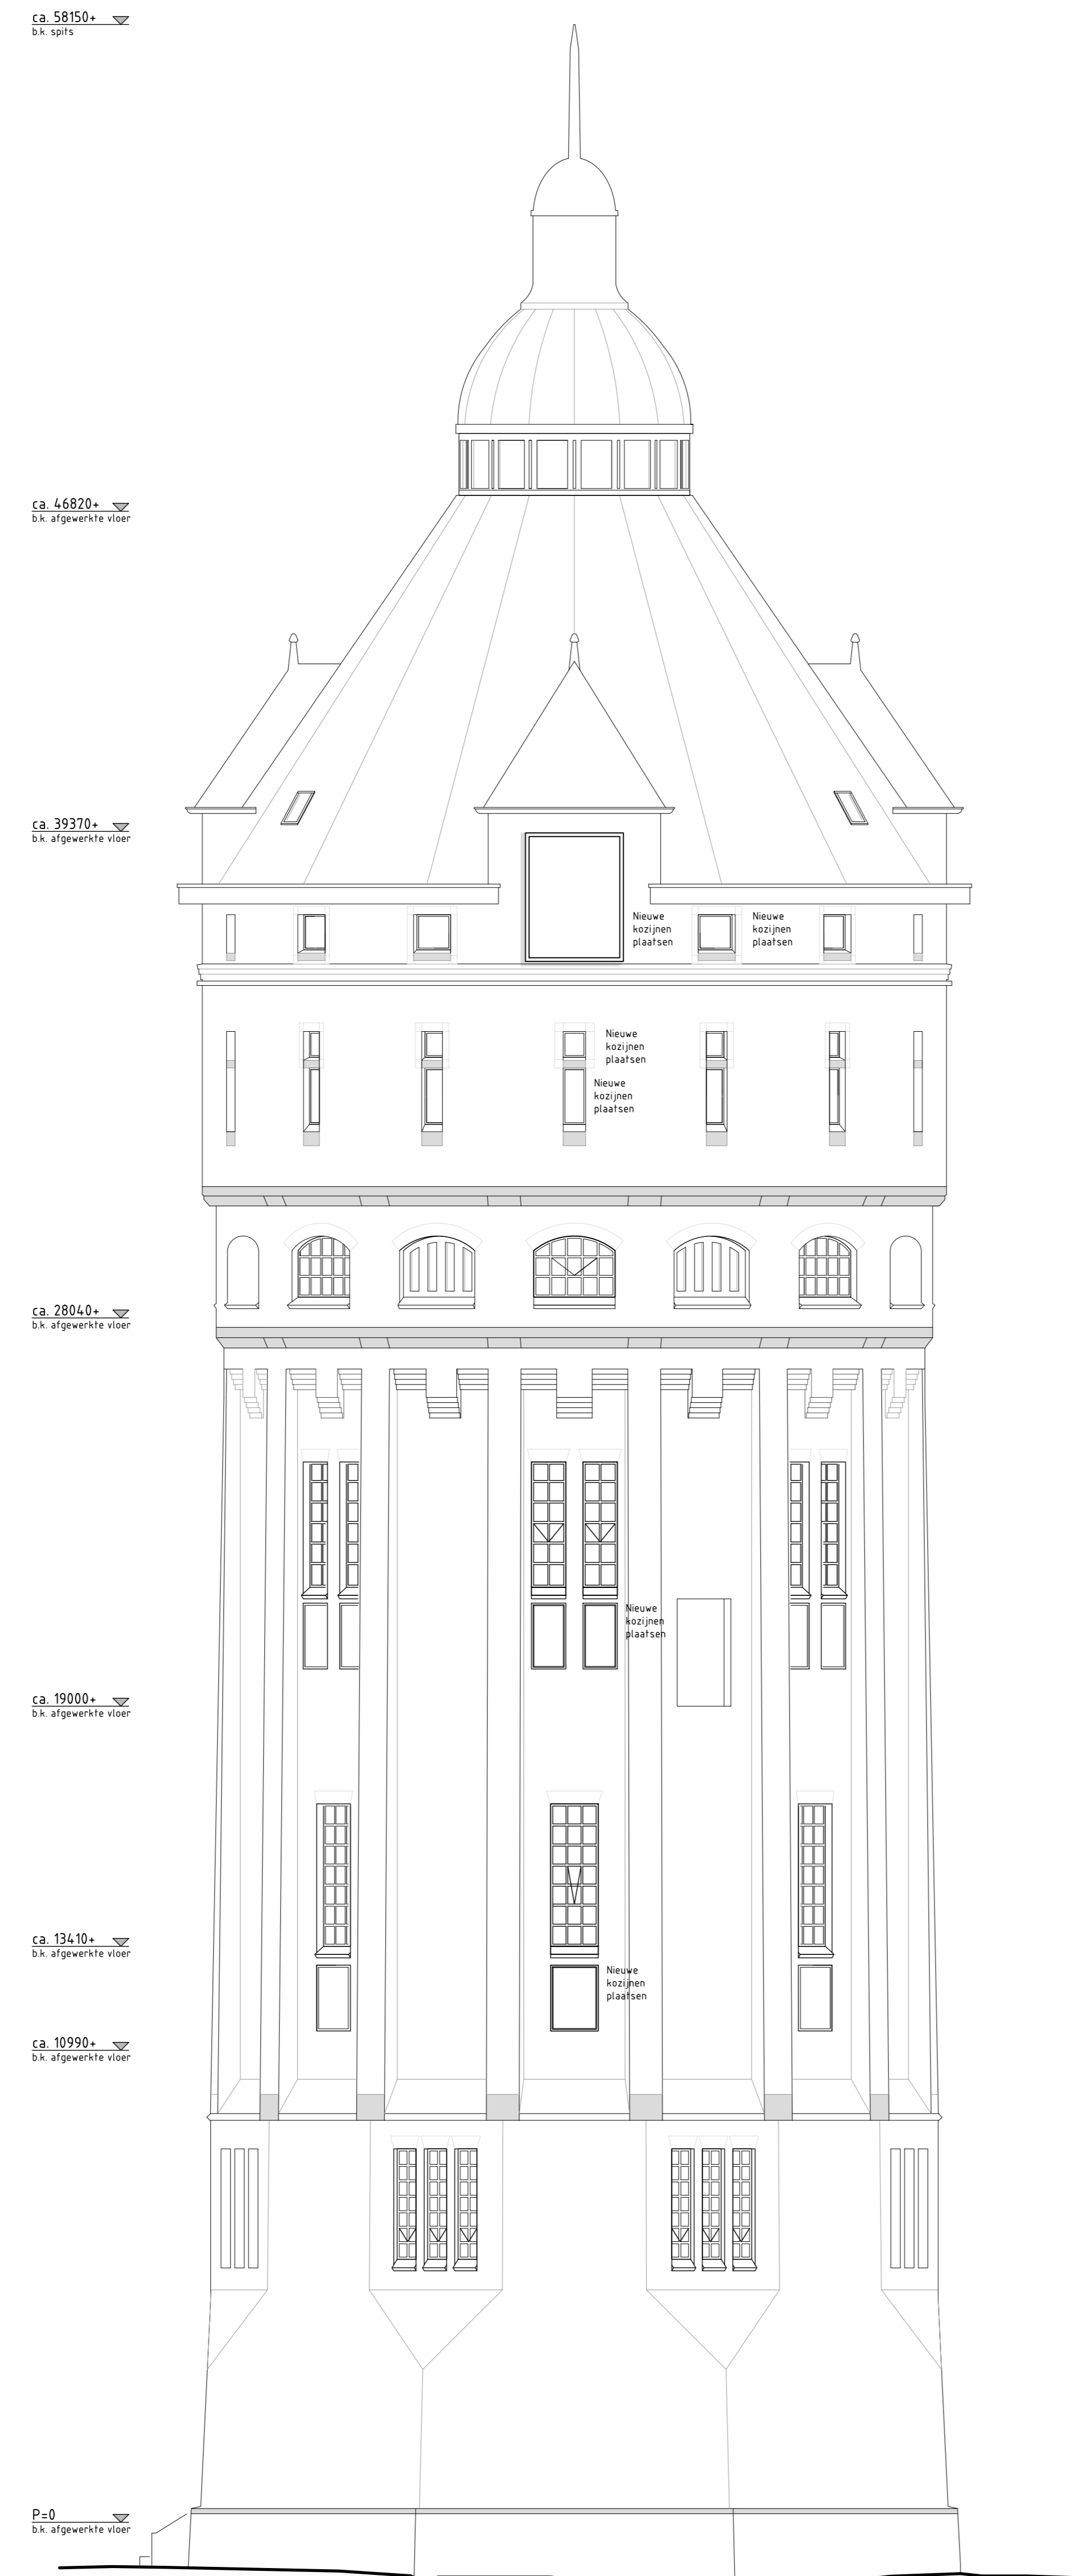 ca. 58150+
b.k. spits
ca. 46820+
b.k. afgewerkte vloer
ca. 39370+
b.k. afgewerkte vloer
Nieuwe
kozijnen
plaatsen
Nieuwe
kozijnen
plaatsen
Nieuwe
kozijnen
plaatsen
Nieuwe
kozijnen
plaatsen
ca. 28040+
b.k. afgewerkte vloer
Nieuwe
kozijnen
plaatsen
ca. 19000+
b.k. afgewerkte vloer
ca. 13410+
b.k. afgewerkte vloer
Nieuwe
kozijnen
plaatsen
ca. 10990+
b.k. afgewerkte vloer
P=0
b.k. afgewerkte vloer